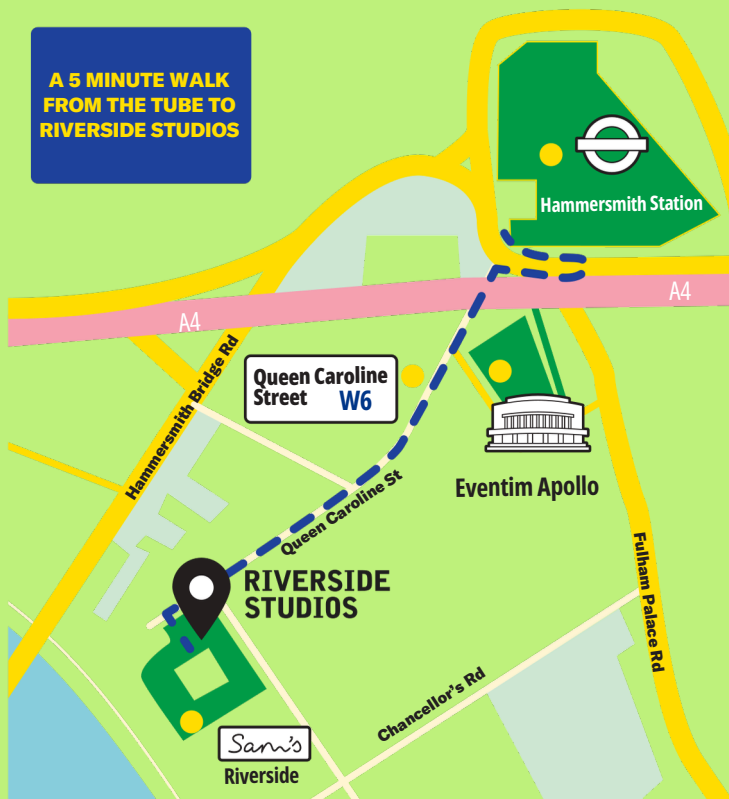 A 5 MINUTE WALK
FROM THE TUBE TO
RIVERSIDE STUDIOS
Hammersmith Station
A4
A4
Hammersmith Bridge Rd
Queen Caroline
Street W6
Eventim Apollo
Queen Caroline St
Fulham Palace Rd
RIVERSIDE
STUDIOS
Chancellor's Rd
Sam's
Riverside